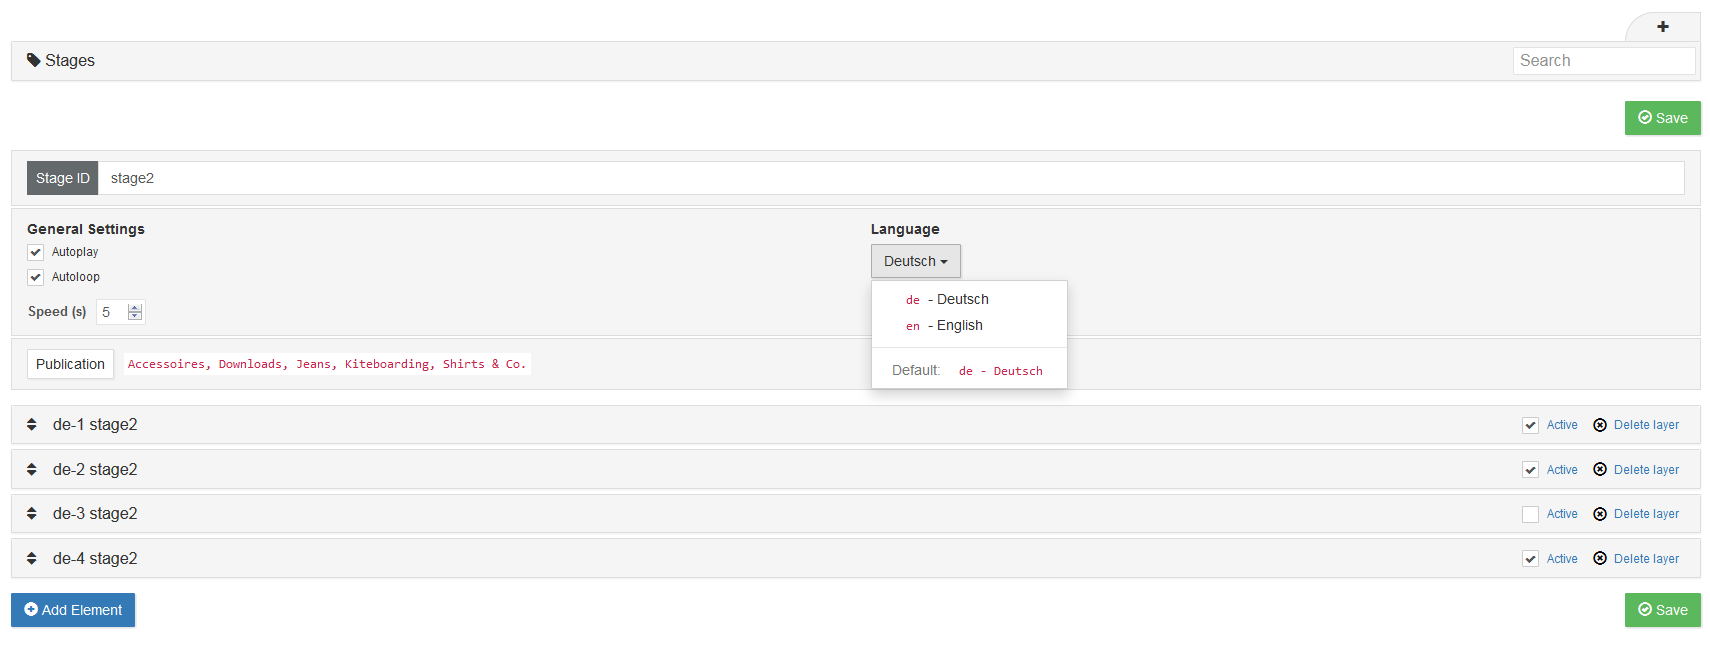 Stages
Search
Save
Stage ID
stage2
General Settings
Autoplay
Autoloop
Speed (s) 5
Language
Deutsch
de - Deutsch
en - English
Default: de - Deutsch
Publication Accessoires, Downloads, Jeans, Kiteboarding, Shirts & Co.
de-1 stage2 Active Delete layer
de-2 stage2 Active Delete layer
de-3 stage2 Active Delete layer
de-4 stage2 Active Delete layer
Add Element
Save